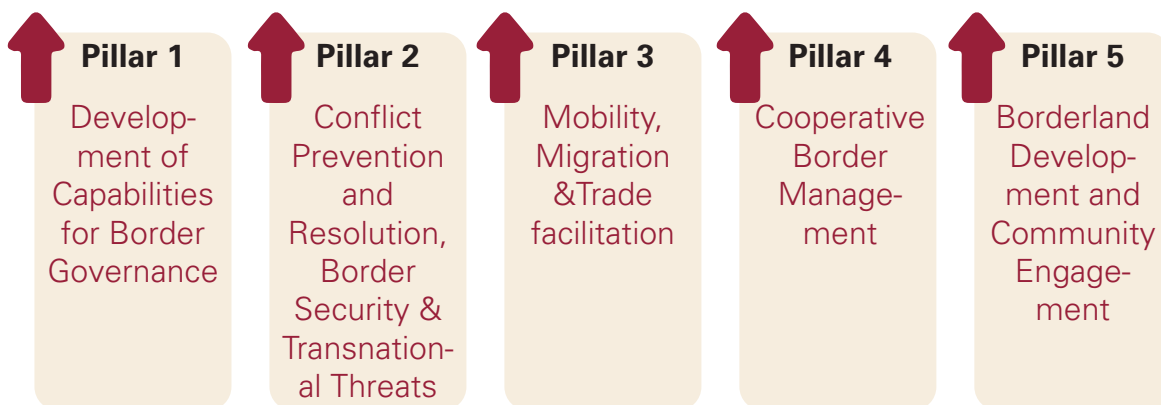 Pillar 1
Develop-
ment of
Capabilities
for Border
Governance
Pillar 2
Conflict
Prevention
and
Resolution,
Border
Security &
Transnation-
al Threats
Pillar 3
Mobility,
Migration
&Trade
facilitation
Pillar 4
Cooperative
Border
Manage-
ment
Pillar 5
Borderland
Develop-
ment and
Community
Engage-
ment